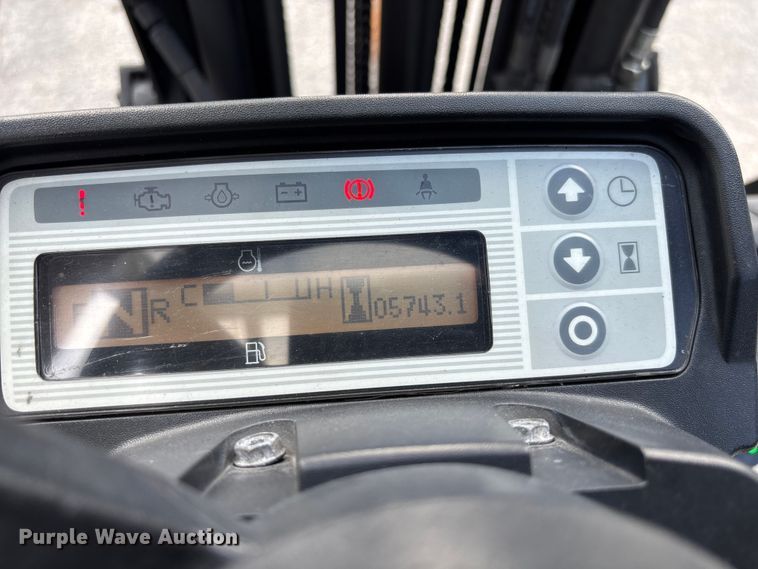 N R C H 05743.1
Purple Wave Auction